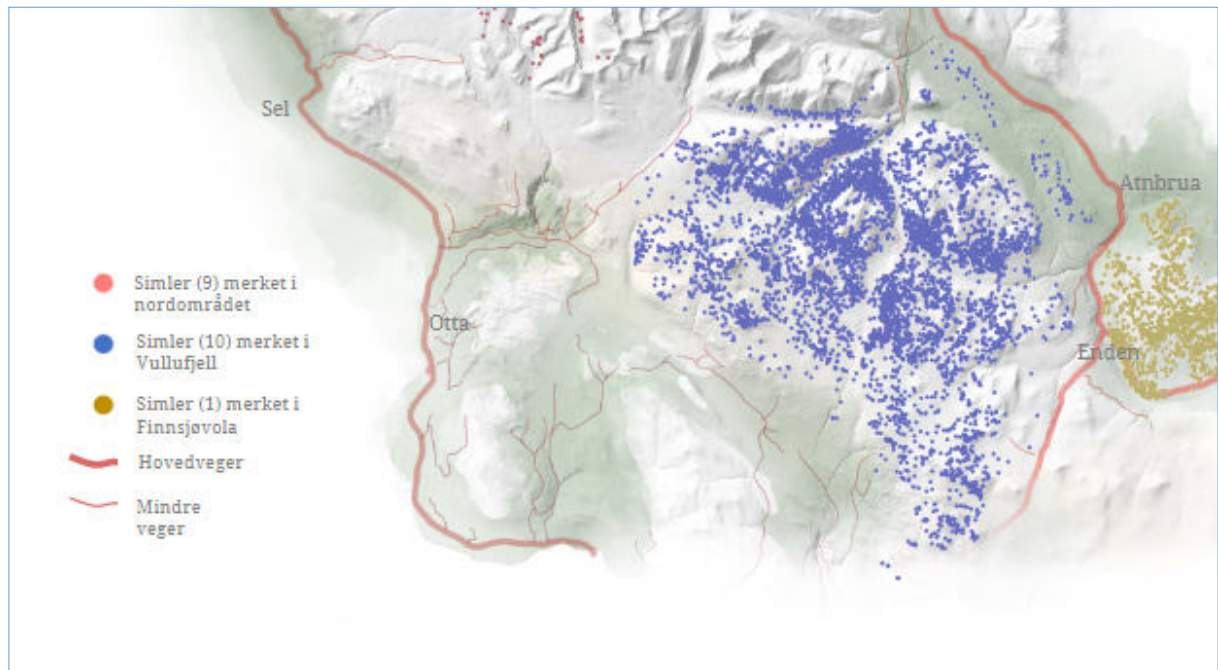 Sel
Atnbrua
Simler (9) merket i
nordområdet
Otta
Simler (10) merket i
Vullufjell
Enden
Simler (1) merket i
Finnsjøvola
Hovedveger
Mindre
veger